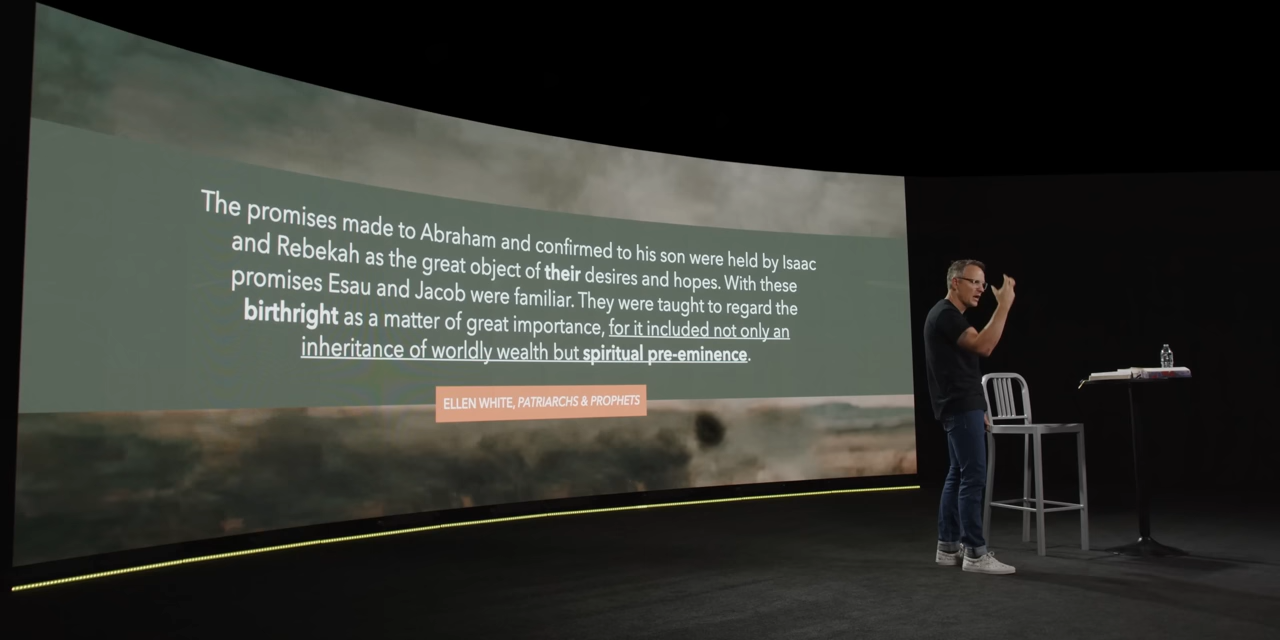 The promises made to Abraham and confirmed to his son were held by Isaac
and Rebekah as the great object of their desires and hopes. With these
promises Esau and Jacob were familiar. They were taught to regard the
birthright as a matter of great importance, for it included not only an
inheritance of worldly wealth but spiritual pre-eminence.
ELLEN WHITE, PATRIARCHS & PROPHETS